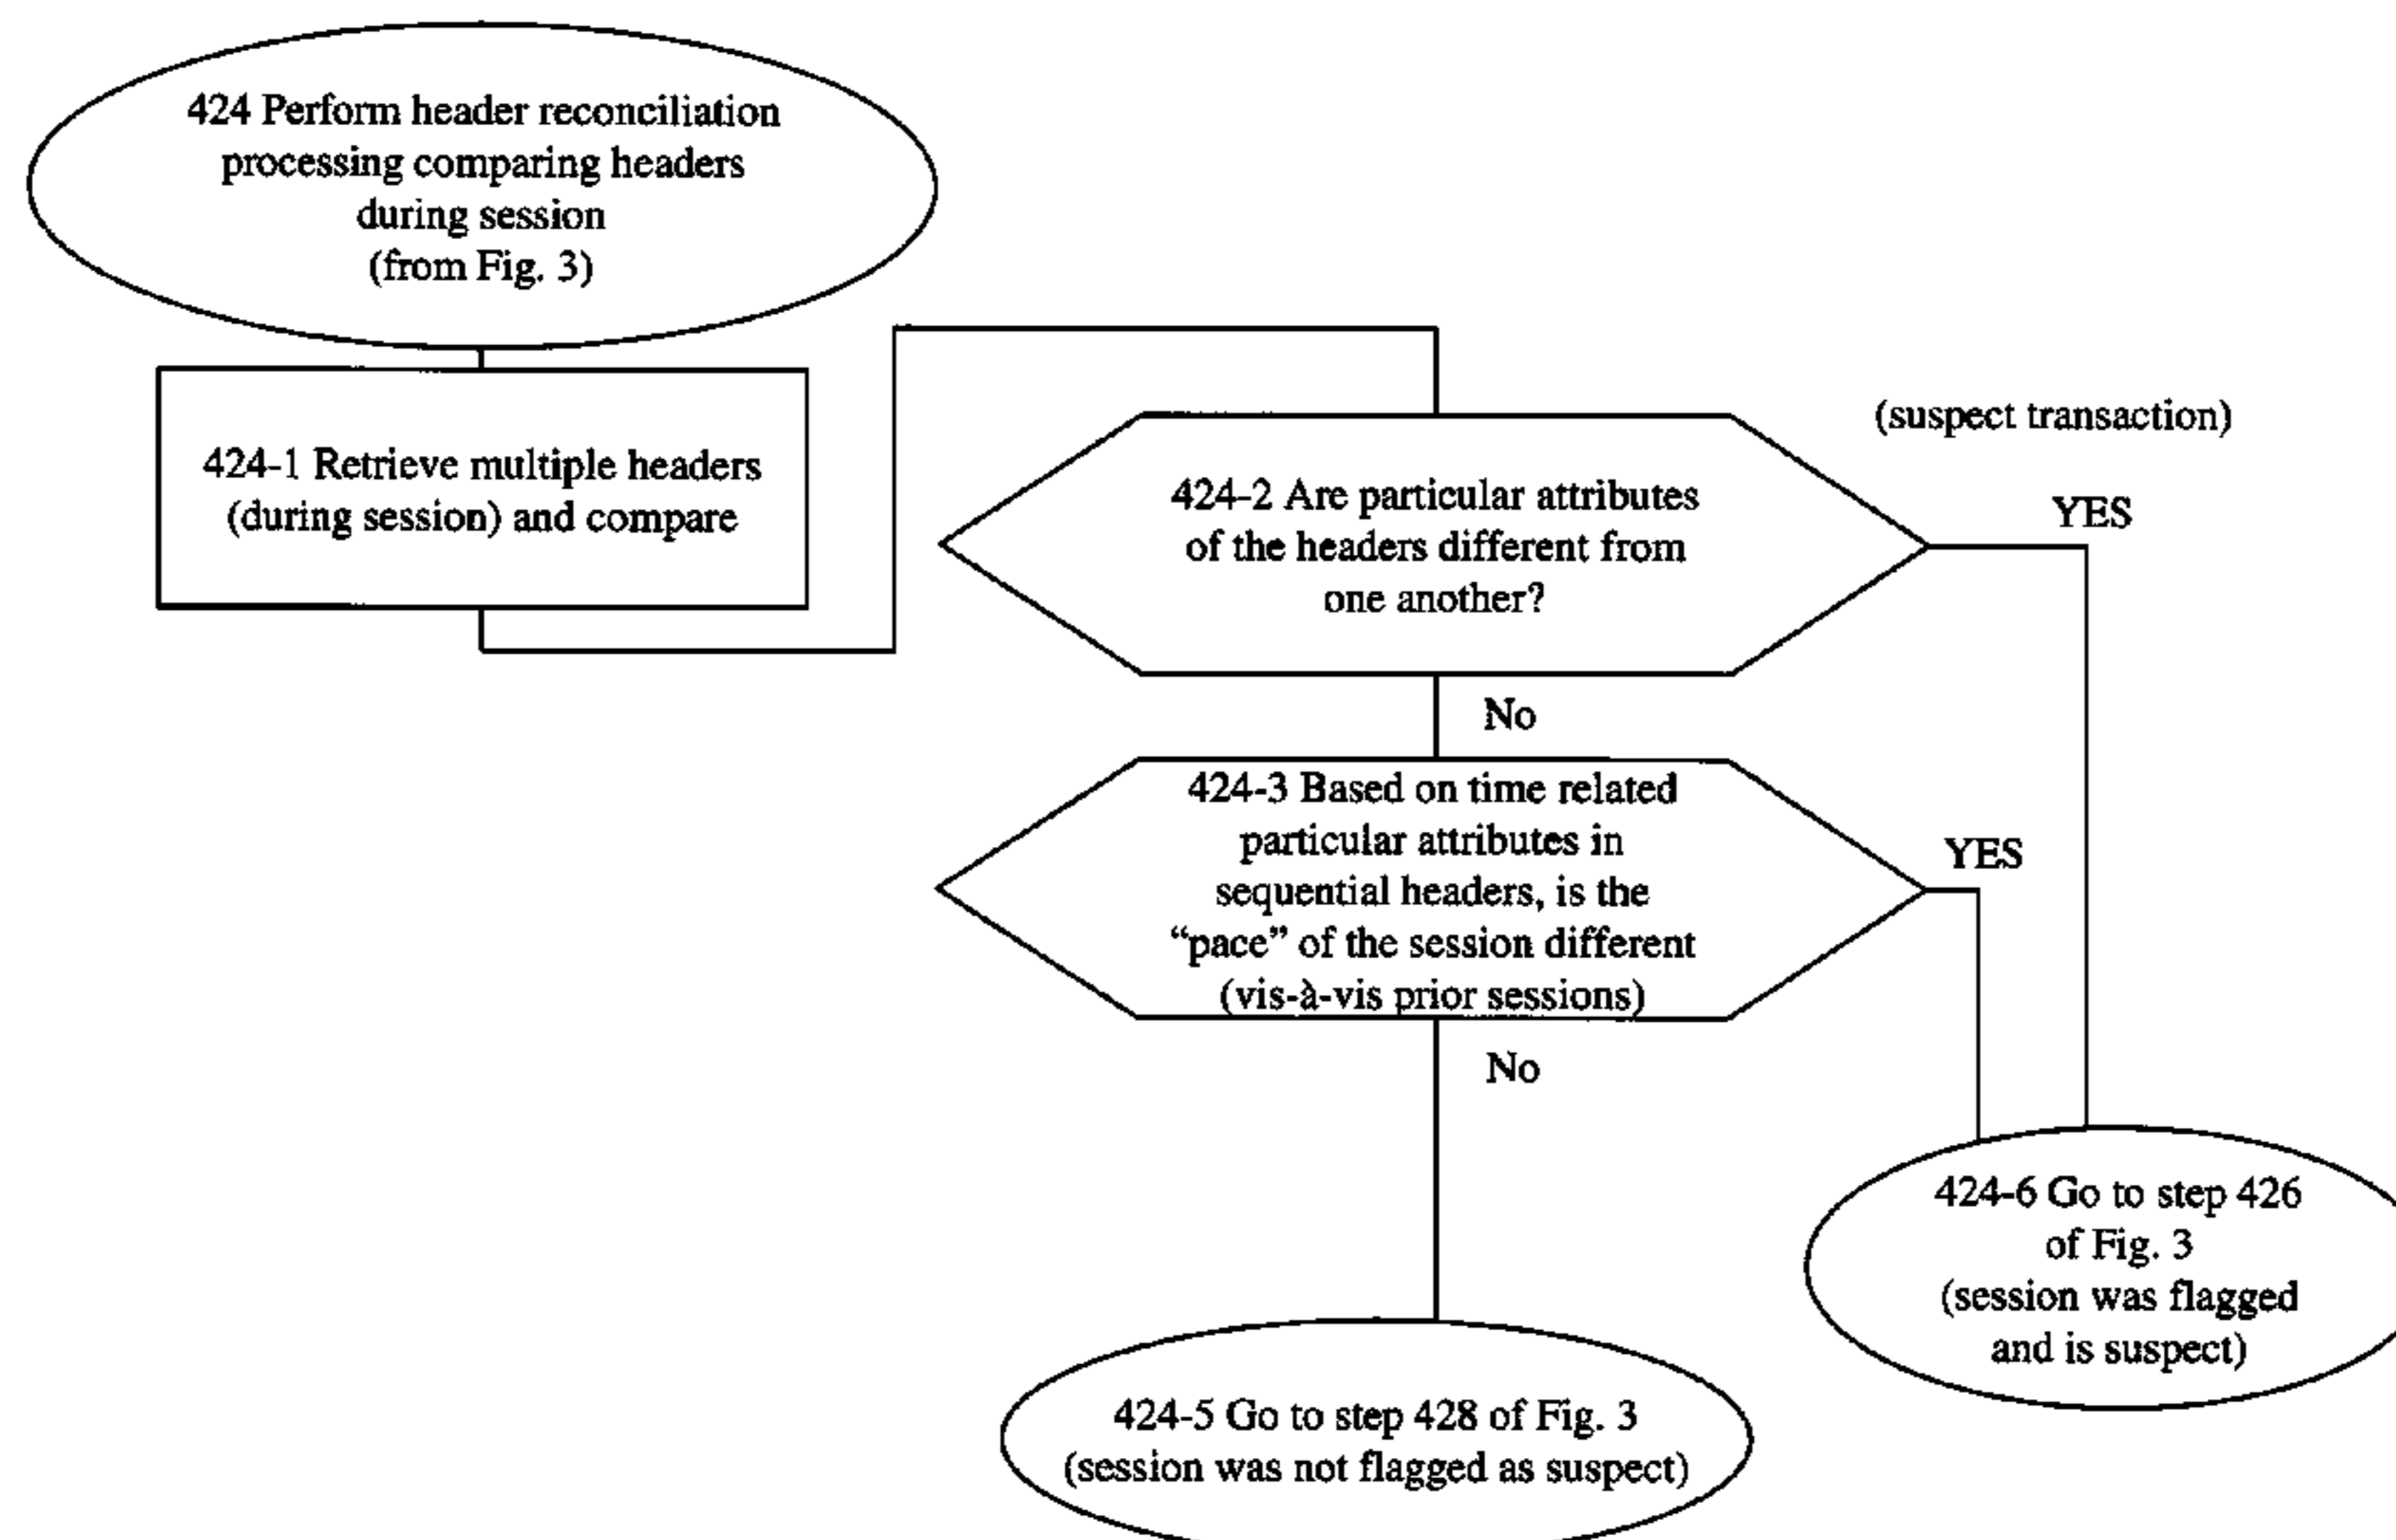 424 Perform header reconciliation
processing comparing headers
during session
(from Fig. 3)
424-1 Retrieve multiple headers
(during session) and compare
(suspect transaction)
424-2 Are particular attributes
of the headers different from
one another?
YES
No
424-3 Based on time related
particular attributes in
sequential headers, is the
“pace” of the session different
(vis-à-vis prior sessions)
YES
No
424-6 Go to step 426
of Fig. 3
(session was flagged
and is suspect)
424-5 Go to step 428 of Fig. 3
(session was not flagged as suspect)